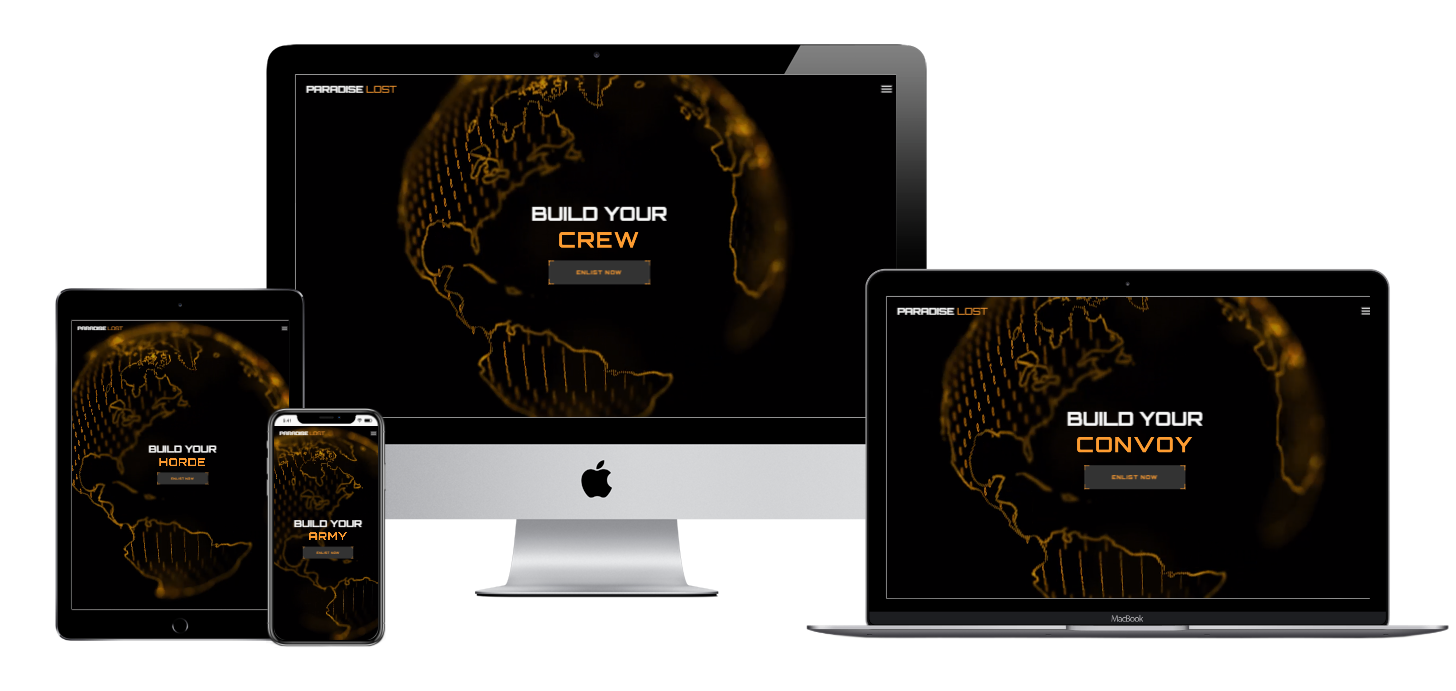 PARADISE LOST
BUILD YOUR
CREW
ENLIST NOW
PARADISE LOST
BUILD YOUR
HORDE
ENLIST NOW
9:41
PARADISE LOST
BUILD YOUR
ARMY
ENLIST NOW
PARADISE LOST
BUILD YOUR
CONVOY
ENLIST NOW
MacBook